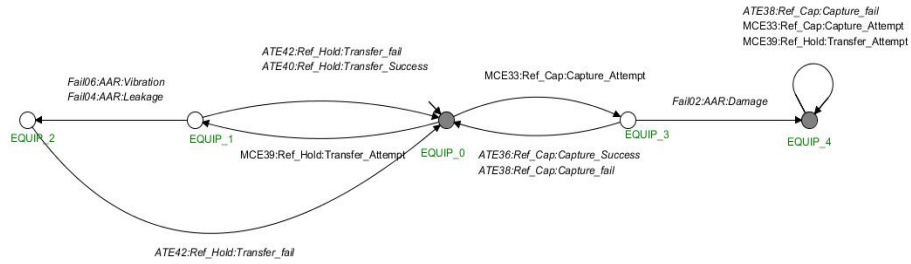 ATE38:Ref_Cap:Capture_fail
MCE33:Ref_Cap:Capture_Attempt
MCE39:Ref_Hold:Transfer_Attempt
ATE42:Ref_Hold:Transfer_fail
ATE40:Ref_Hold:Transfer_Success
MCE33:Ref_Cap:Capture_Attempt
Fail06:AAR:Vibration
Fail04:AAR:Leakage
Fail02:AAR:Damage
EQUIP_2
EQUIP_1
MCE39:Ref_Hold:Transfer_Attempt
EQUIP_0
EQUIP_3
EQUIP_4
ATE36:Ref_Cap:Capture_Success
ATE38:Ref_Cap:Capture_fail
ATE42:Ref_Hold:Transfer_fail